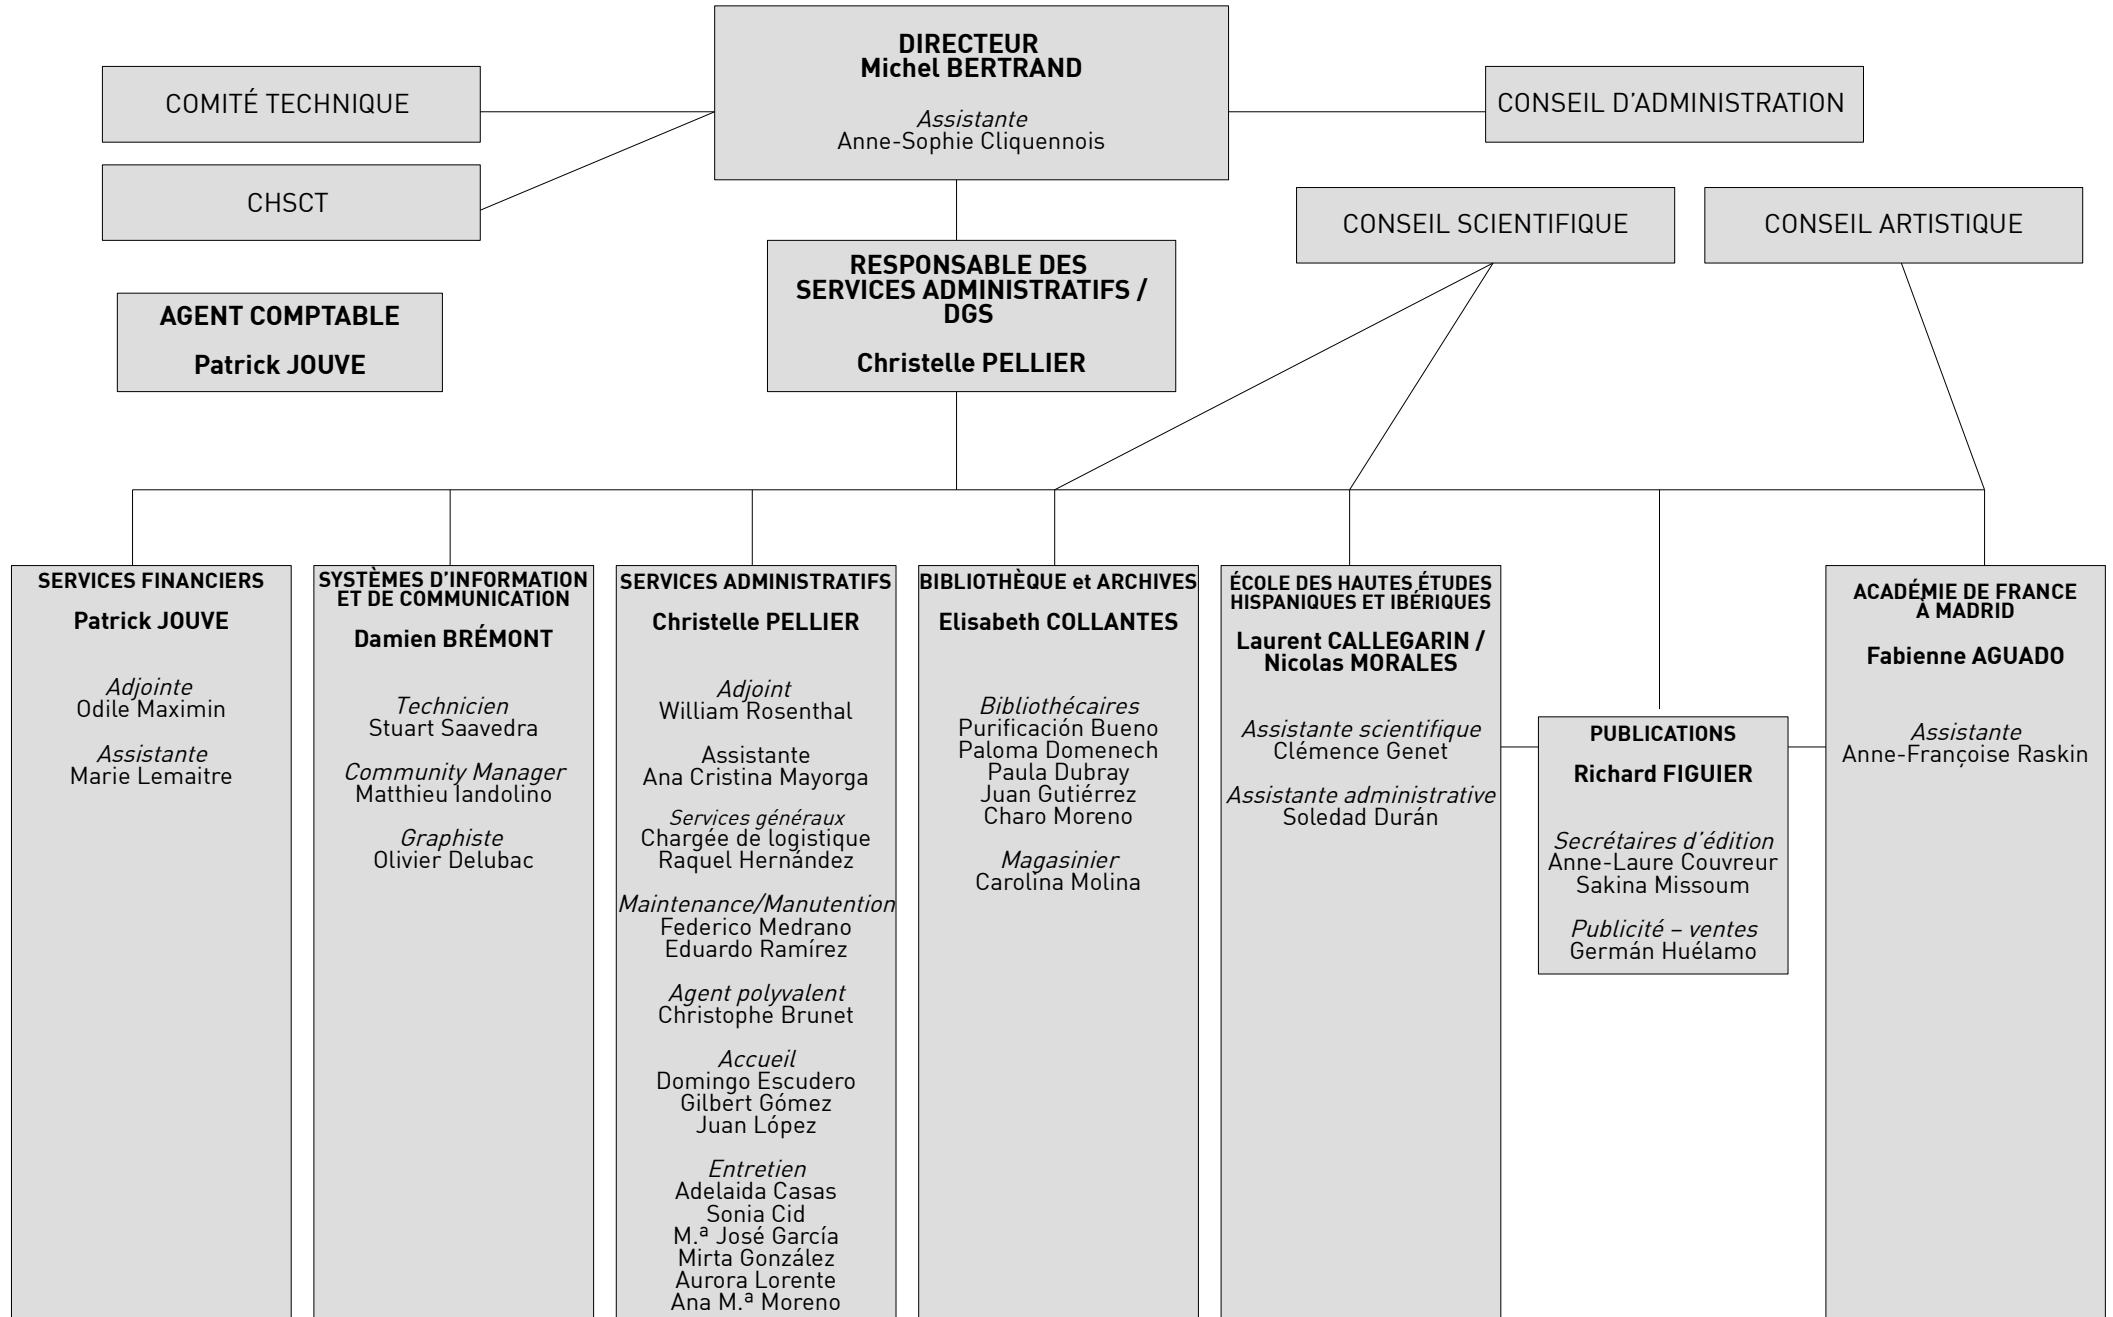 DIRECTEUR
Michel BERTRAND
Assistante
Anne-Sophie Cliquennois
COMITÉ TECHNIQUE
CHSCT
CONSEIL D’ADMINISTRATION
CONSEIL SCIENTIFIQUE
CONSEIL ARTISTIQUE
AGENT COMPTABLE
Patrick JOUVE
RESPONSABLE DES
SERVICES ADMINISTRATIFS /
DGS
Christelle PELLIER
SERVICES FINANCIERS
Patrick JOUVE
Adjointe
Odile Maximin
Assistante
Marie Lemaitre
SYSTÈMES D’INFORMATION
ET DE COMMUNICATION
Damien BRÉMONT
Technicien
Stuart Saavedra
Community Manager
Matthieu Iandolino
Graphiste
Olivier Delubac
SERVICES ADMINISTRATIFS
Christelle PELLIER
Adjoint
William Rosenthal
Assistante
Ana Cristina Mayorga
Services généraux
Chargée de logistique
Raquel Hernández
Maintenance/Manutention
Federico Medrano
Eduardo Ramírez
Agent polyvalent
Christophe Brunet
Accueil
Domingo Escudero
Gilbert Gómez
Juan López
Entretien
Adelaida Casas
Sonia Cid
M.ª José García
Mirta González
Aurora Lorente
Ana M.ª Moreno
BIBLIOTHÈQUE et ARCHIVES
Elisabeth COLLANTES
Bibliothécaires
Purificación Bueno
Paloma Domenech
Paula Dubray
Juan Gutiérrez
Charo Moreno
Magasinier
Carolina Molina
ÉCOLE DES HAUTES ÉTUDES
HISPANIQUES ET IBÉRIQUES
Laurent CALLEGARIN /
Nicolas MORALES
Assistante scientifique
Clémence Genet
Assistante administrative
Soledad Durán
PUBLICATIONS
Richard FIGUIER
Secrétaires d’édition
Anne-Laure Couvreur
Sakina Missoum
Publicité – ventes
Germán Huélamo
ACADÉMIE DE FRANCE
À MADRID
Fabienne AGUADO
Assistante
Anne-Françoise Raskin